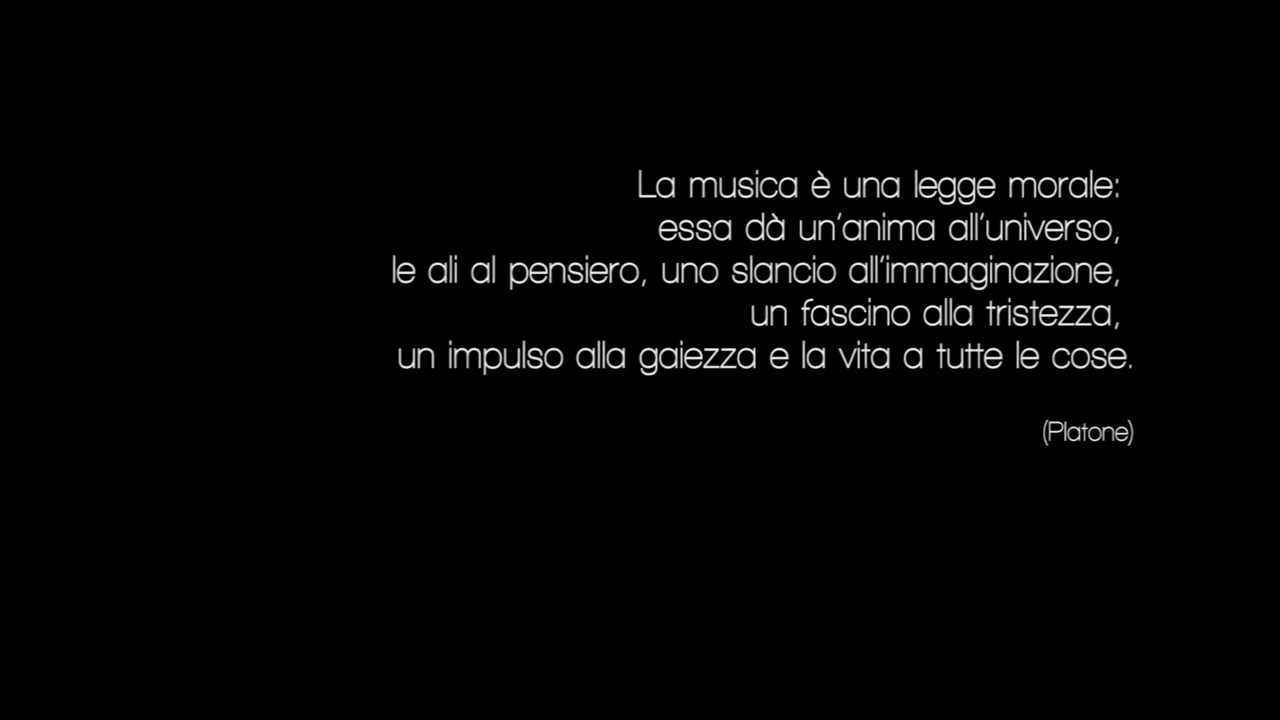 La musica è una legge morale:
essa dà un'anima all'universo,
le ali al pensiero, uno slancio all'immaginazione,
un fascino alla tristezza,
un impulso alla gaiezza e la vita a tutte le cose.
(Platone)